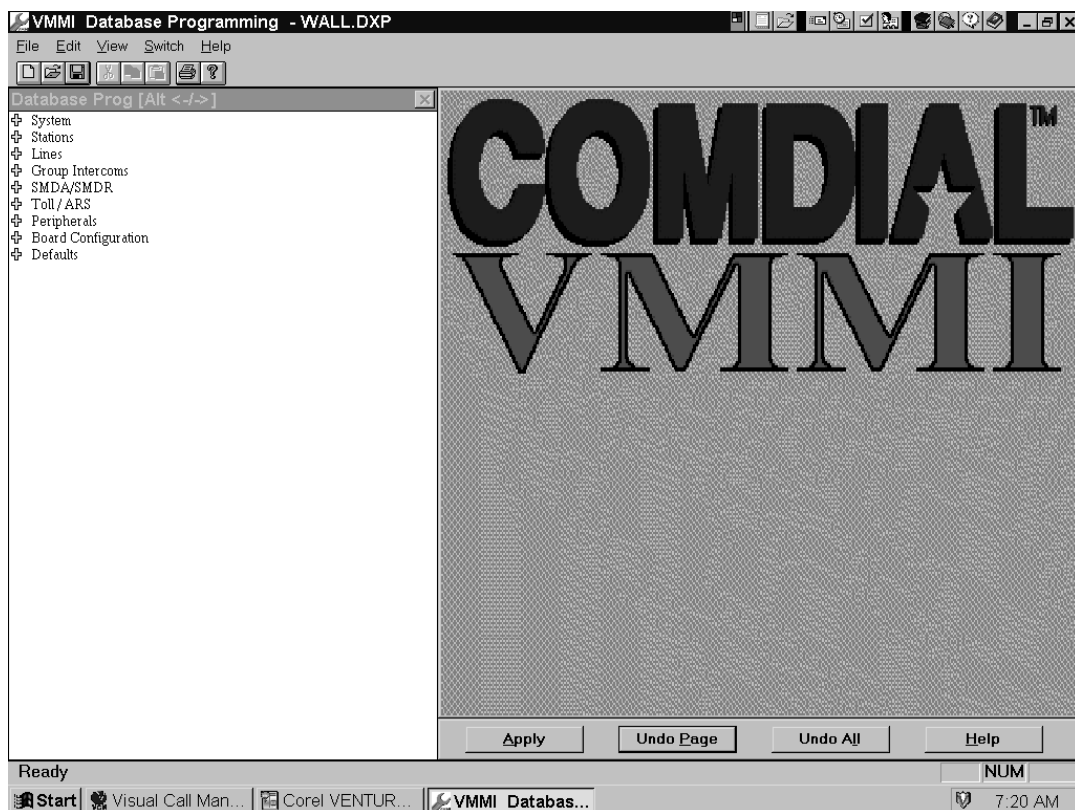 VMMI Database Programming - WALL.DXP
File Edit View Switch Help
Database Prog [Alt <-/->]
System
Stations
Lines
Group Intercoms
SMDA/SMDR
Toll / ARS
Peripherals
Board Configuration
Defaults
COMDIAL™
VMMI
Apply Undo Page Undo All Help
Ready NUM
Start Visual Call Man... Corel VENTUR... VMMI Databas... 7:20 AM